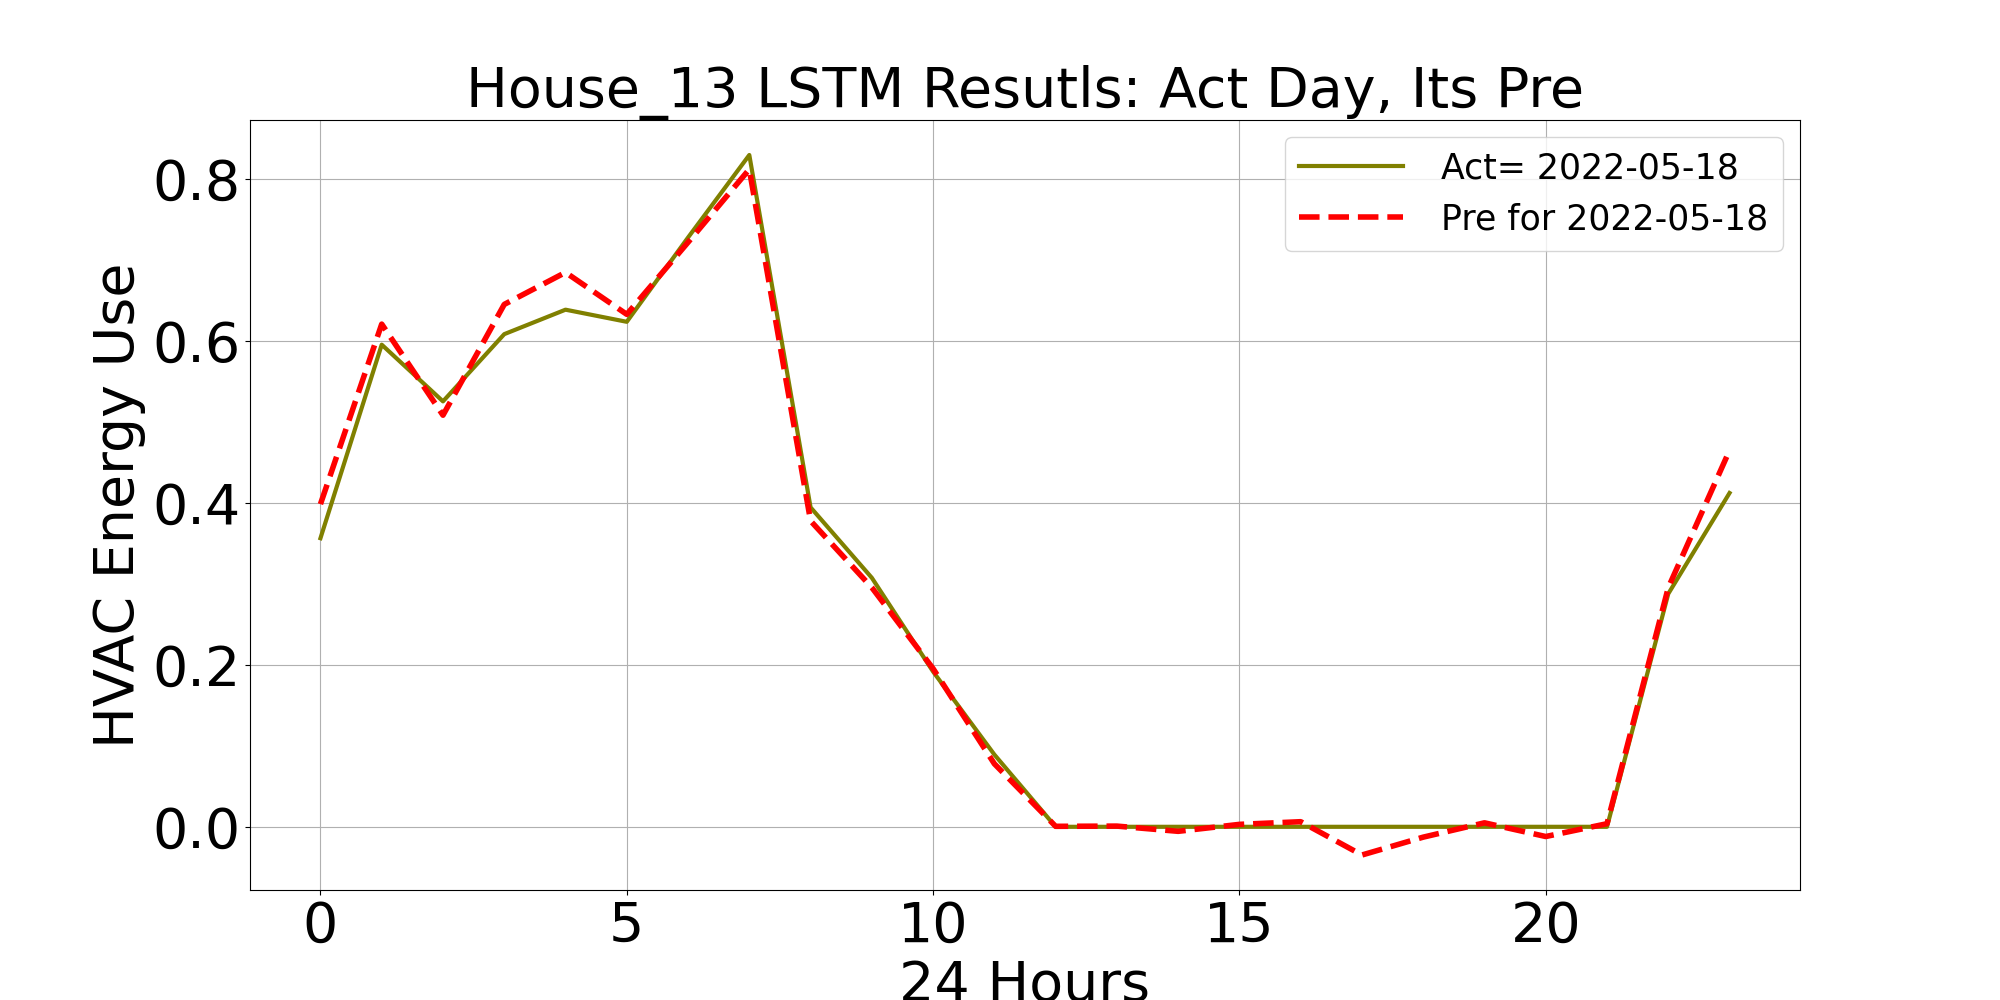 House_13 LSTM Resutls: Act Day, Its Pre
Act= 2022-05-18
Pre for 2022-05-18
HVAC Energy Use
0.8
0.6
0.4
0.2
0.0
0 5 10 15 20
24 Hours